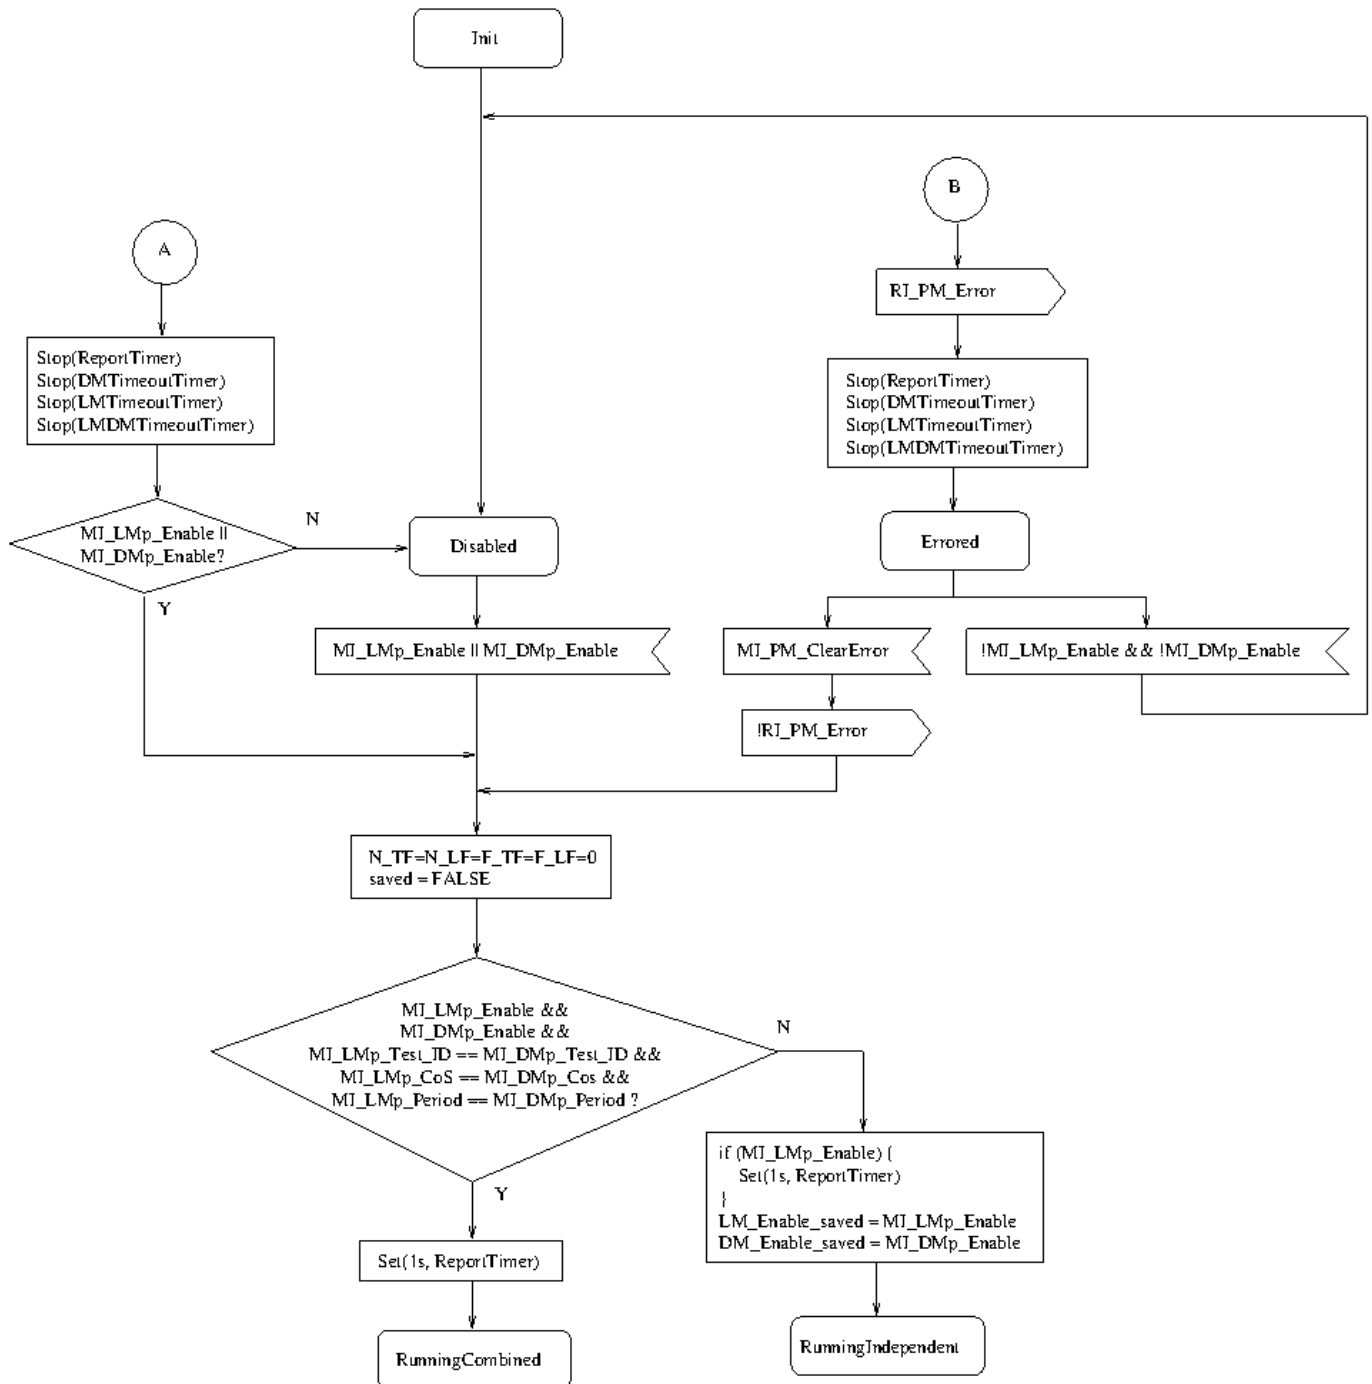 Init
B
A
RI_PM_Error
Stop(ReportTimer)
Stop(DMTimeoutTimer)
Stop(LMTimeoutTimer)
Stop(LMDMTimeoutTimer)
Stop(ReportTimer)
Stop(DMTimeoutTimer)
Stop(LMTimeoutTimer)
Stop(LMDMTimeoutTimer)
MI_LMp_Enable ||
MI_DMp_Enable?
N
Y
Disabled
Errored
MI_LMp_Enable || MI_DMp_Enable
MI_PM_ClearError
!MI_LMp_Enable && !MI_DMp_Enable
!RI_PM_Error
N_TF=N_LF=F_TF=F_LF=0
saved = FALSE
MI_LMp_Enable &&
MI_DMp_Enable &&
MI_LMp_Test_ID == MI_DMp_Test_ID &&
MI_LMp_CoS == MI_DMp_Cos &&
MI_LMp_Period == MI_DMp_Period ?
N
Y
if (MI_LMp_Enable) {
Set(1s, ReportTimer)
}
LM_Enable_saved = MI_LMp_Enable
DM_Enable_saved = MI_DMp_Enable
Set(1s, ReportTimer)
RunningCombined
RunningIndependent